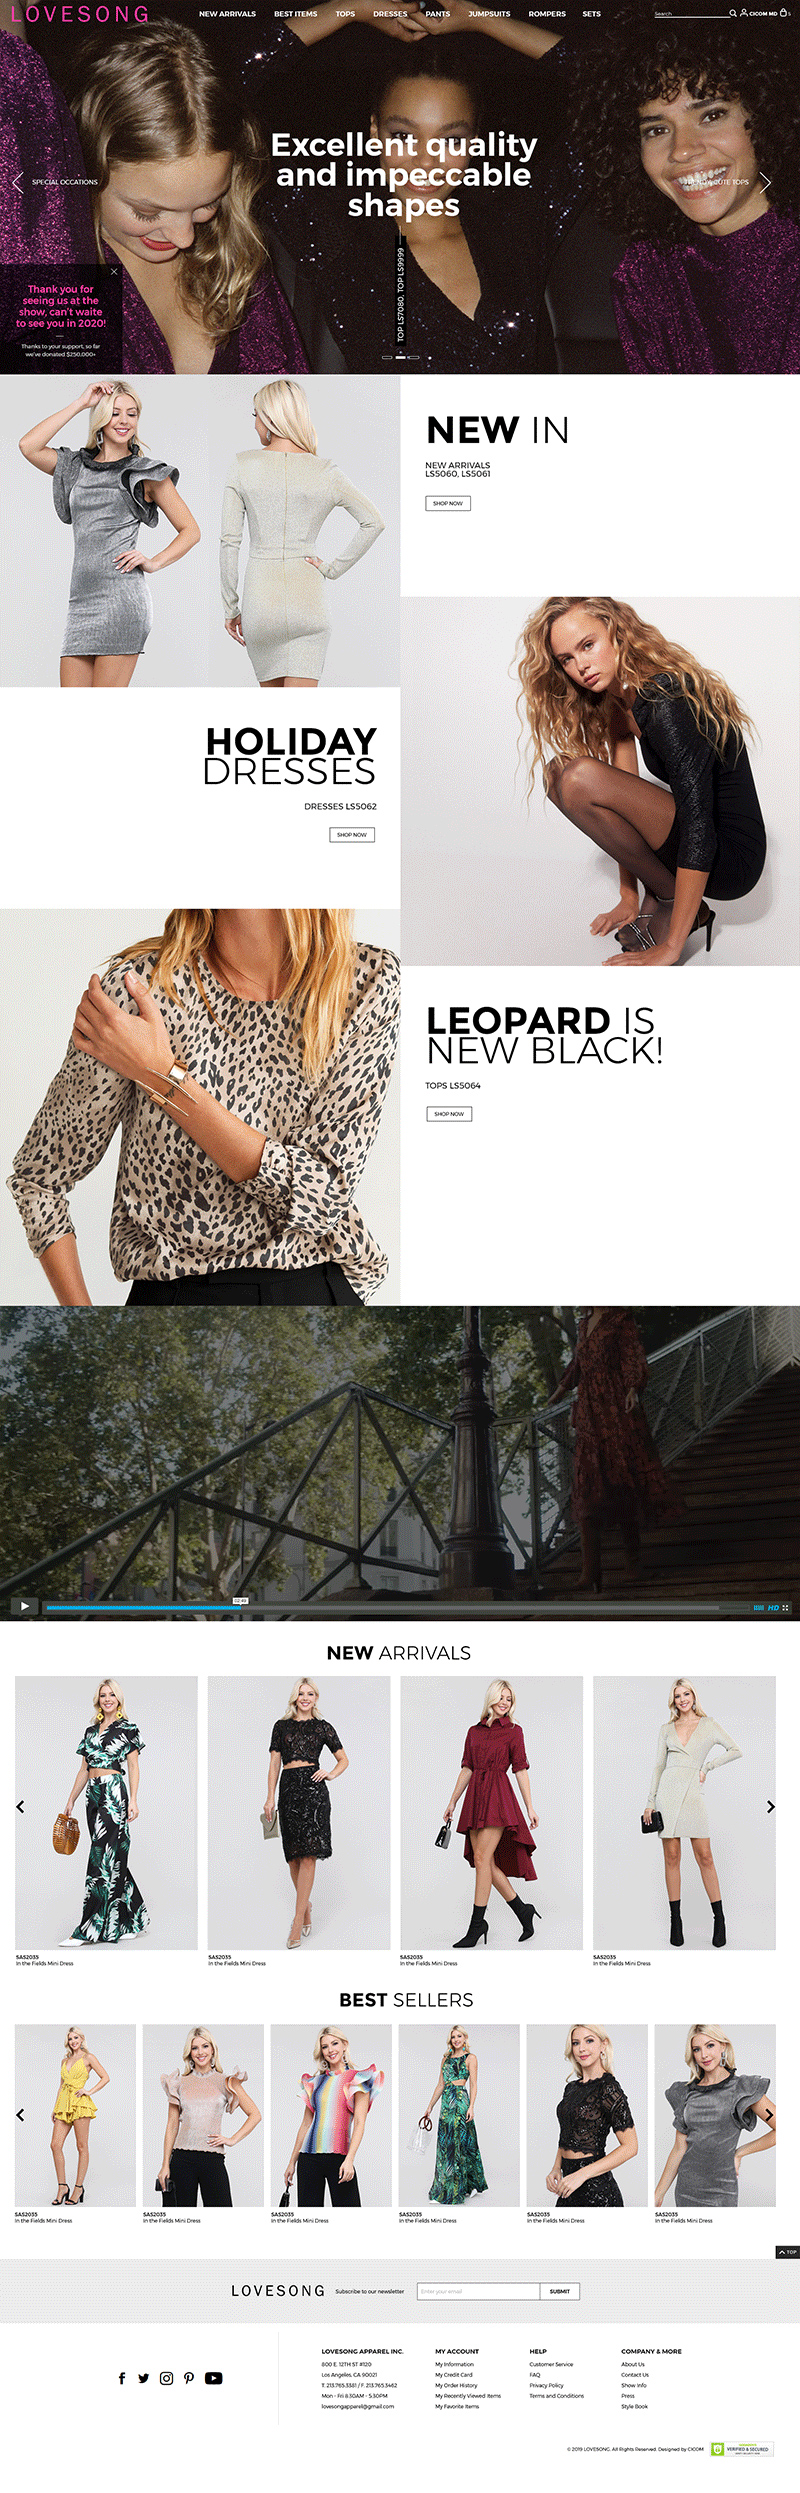 LOVESONG
NEW ARRIVALS BEST ITEMS TOPS DRESSES PANTS JUMPSUITS ROMPERS SETS
Search
CICOM MD
5
Excellent quality
and impeccable
shapes
SPECIAL OCCATIONS
CUTE TOPS
TOP LS7080, TOP LS9999
Thank you for
seeing us at the
show, can't waite
to see you in 2020!
Thanks to your support, so far
we've donated $250,000+
NEW IN
NEW ARRIVALS
LS5060, LS5061
SHOP NOW
HOLIDAY
DRESSES
DRESSES LS5062
SHOP NOW
LEOPARD IS
NEW BLACK!
TOPS LS5064
SHOP NOW
02:49
HD
NEW ARRIVALS
SAS2035
In the Fields Mini Dress
SAS2035
In the Fields Mini Dress
SAS2035
In the Fields Mini Dress
SAS2035
In the Fields Mini Dress
BEST SELLERS
SAS2035
In the Fields Mini Dress
SAS2035
In the Fields Mini Dress
SAS2035
In the Fields Mini Dress
SAS2035
In the Fields Mini Dress
SAS2035
In the Fields Mini Dress
SAS2035
In the Fields Mini Dress
TOP
LOVESONG
Subscribe to our newsletter
Enter your email
SUBMIT
LOVESONG APPAREL INC.
800 E. 12TH ST #120
Los Angeles, CA 90021
T. 213.765.3381 / F. 213.765.3462
Mon - Fri 8:30AM - 5:30PM
lovesongapparel@gmail.com
MY ACCOUNT
My Information
My Credit Card
My Order History
My Recently Viewed Items
My Favorite Items
HELP
Customer Service
FAQ
Privacy Policy
Terms and Conditions
COMPANY & MORE
About Us
Contact Us
Show Info
Press
Style Book
© 2019 LOVESONG. All Rights Reserved. Designed by CICOM
VERIFIED & SECURED